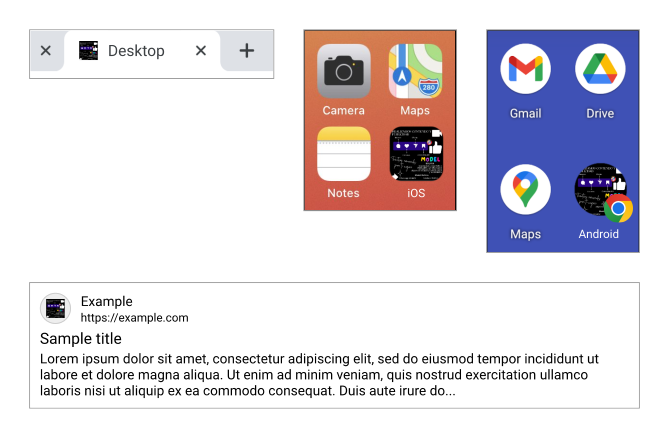 Desktop
Camera
Maps
280
Notes
iOS
MODEL
Gmail
Drive
Maps
Android
Example
https://example.com
Sample title
Lorem ipsum dolor sit amet, consectetur adipiscing elit, sed do eiusmod tempor incididunt ut
labore et dolore magna aliqua. Ut enim ad minim veniam, quis nostrud exercitation ullamco
laboris nisi ut aliquip ex ea commodo consequat. Duis aute irure do...